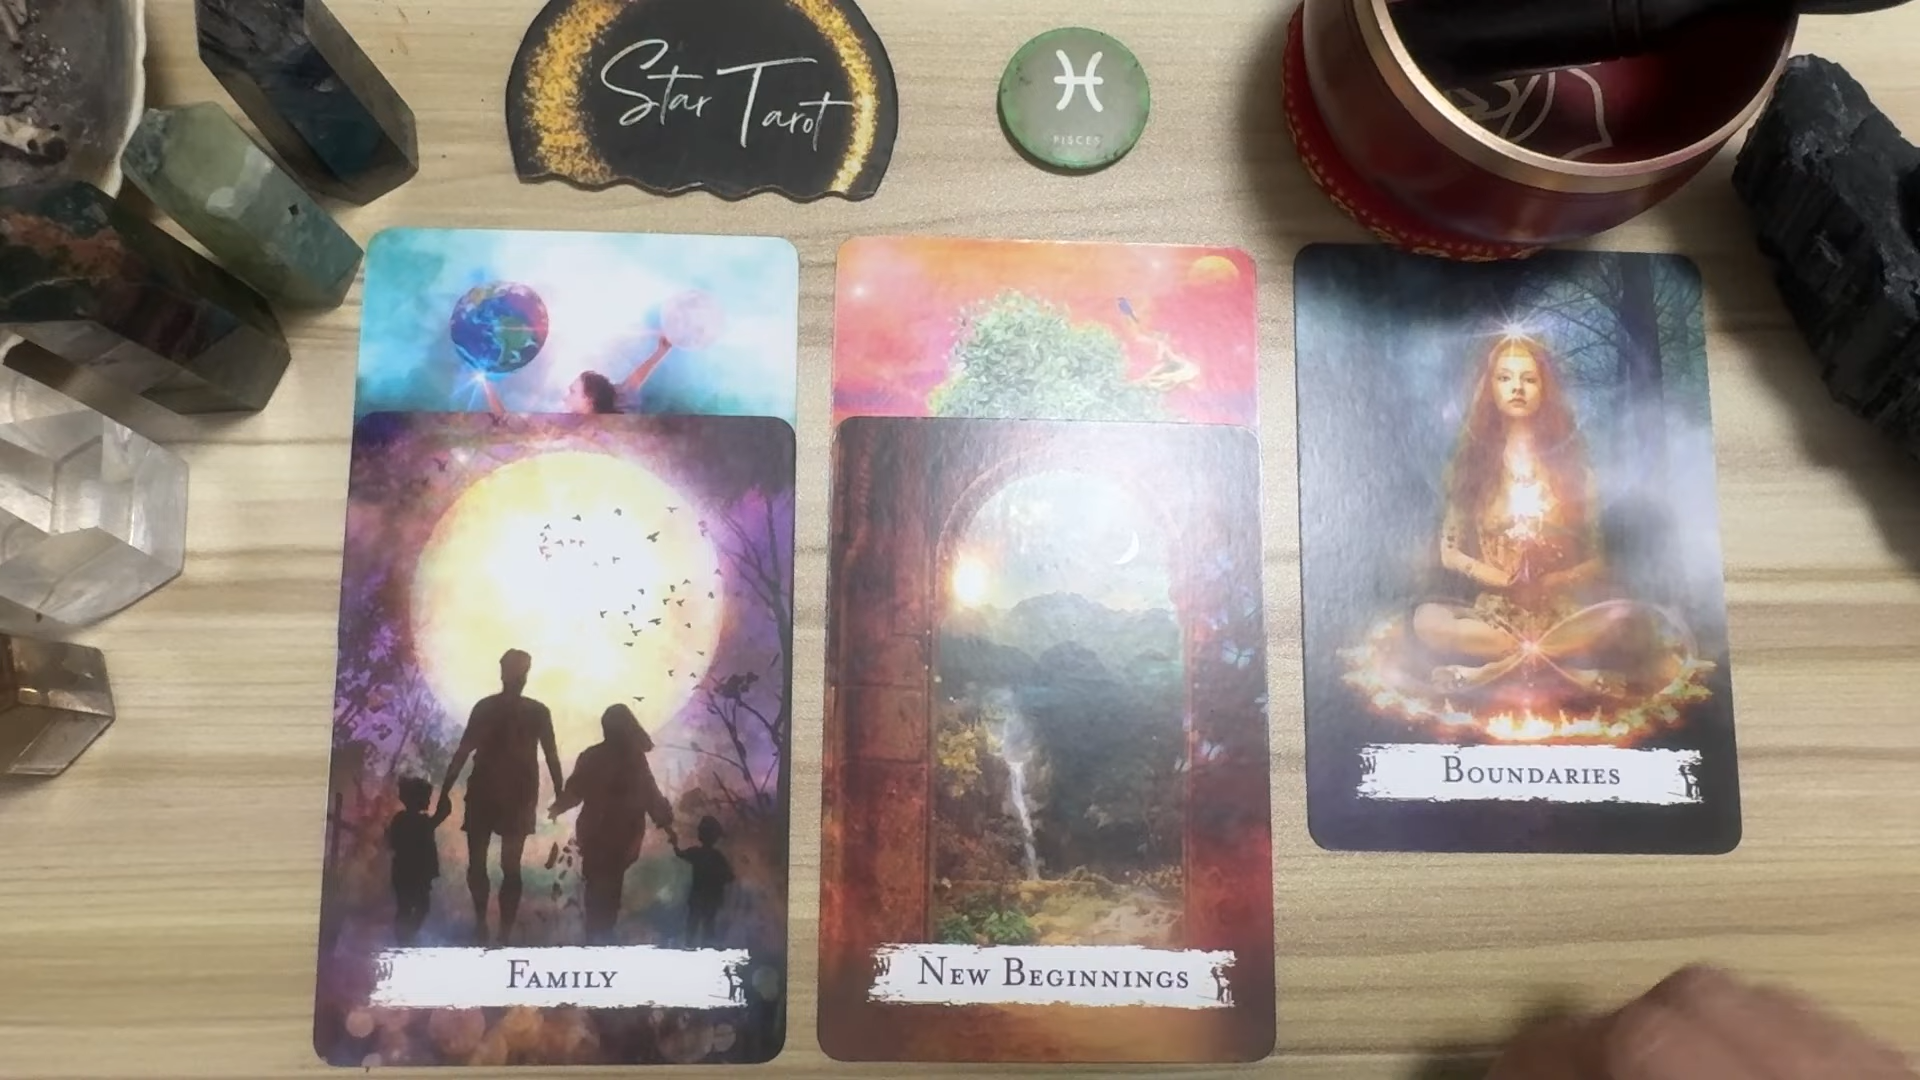 Star Tarot
PISCES
BOUNDARIES
FAMILY
NEW BEGINNINGS